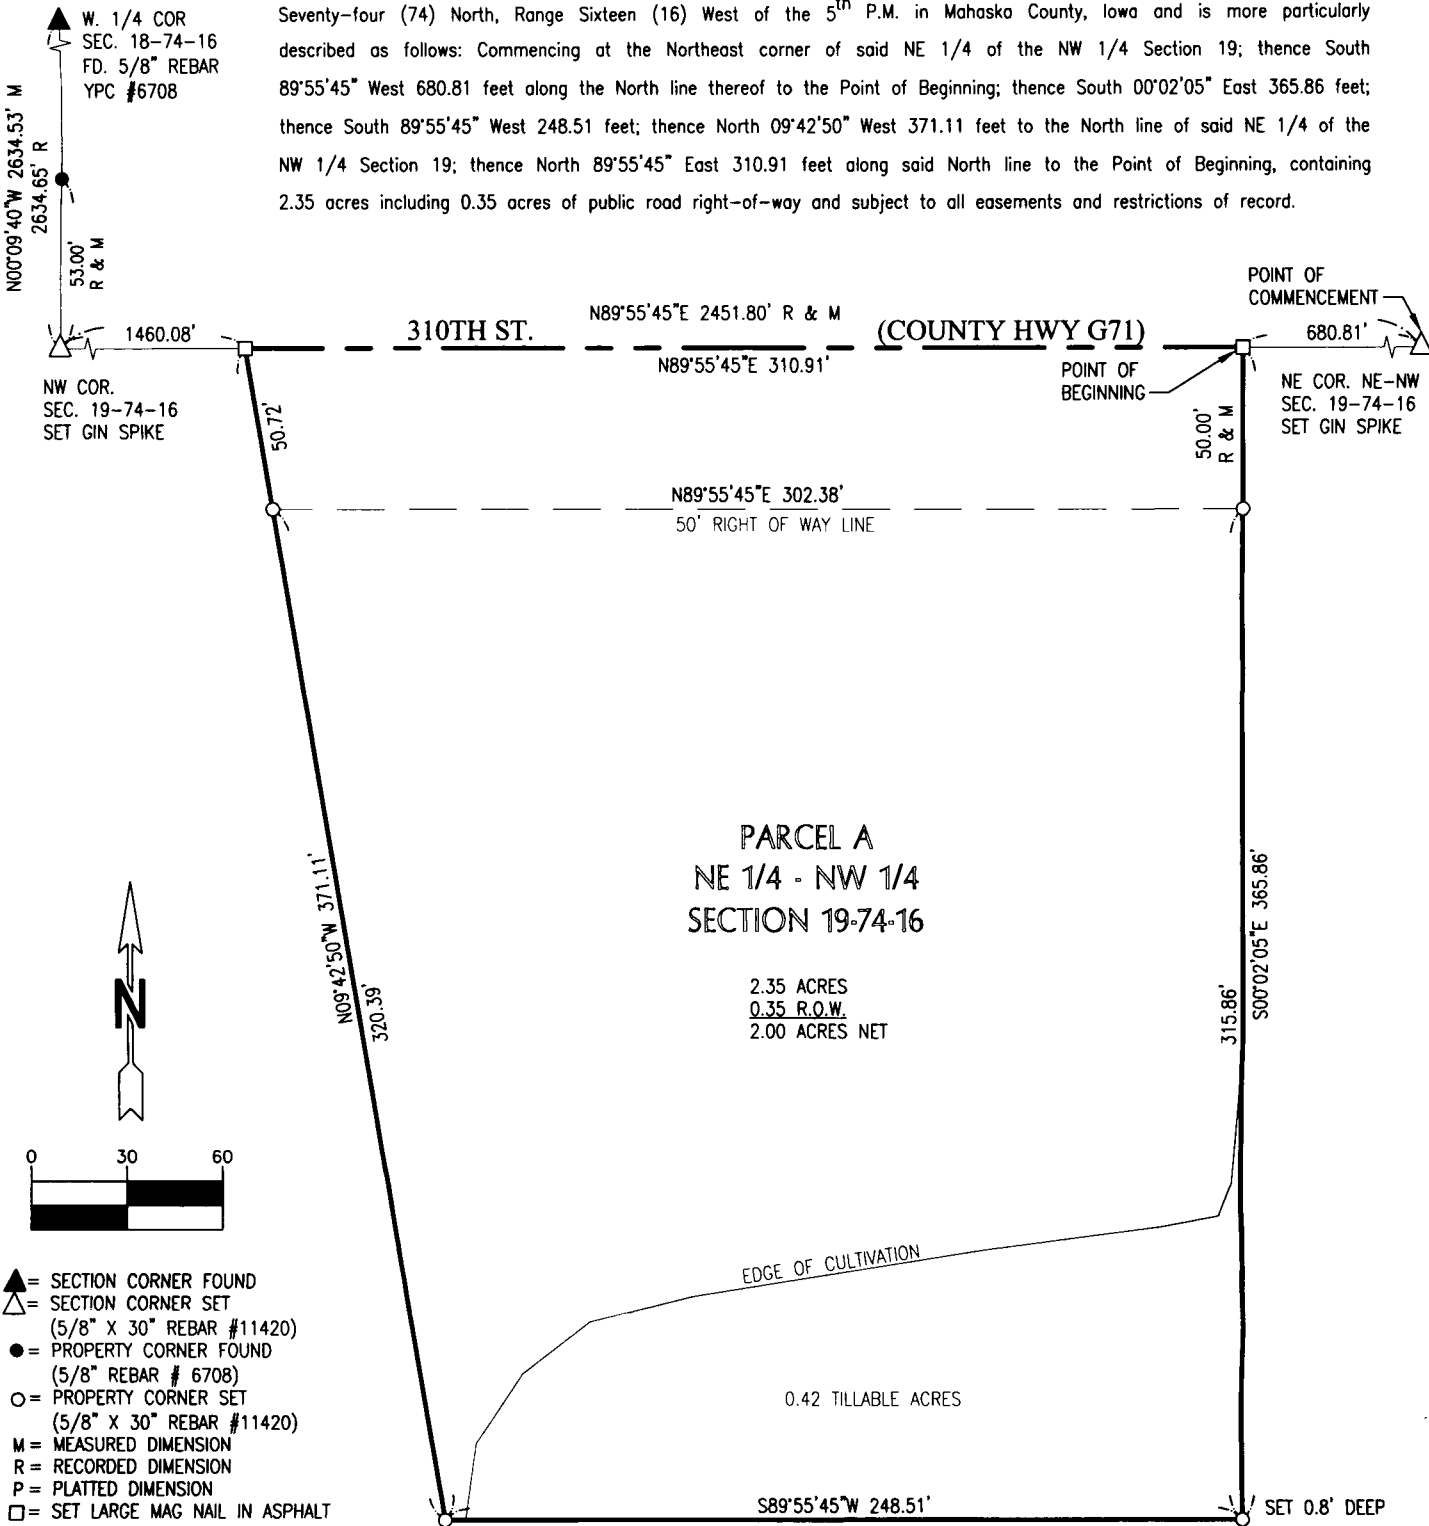 Seventy-four (74) North, Range Sixteen (16) West of the 5th P.M. in Mahaska County, Iowa and is more particularly
described as follows: Commencing at the Northeast corner of said NE 1/4 of the NW 1/4 Section 19; thence South
89°55'45" West 680.81 feet along the North line thereof to the Point of Beginning; thence South 00°02'05" East 365.86 feet;
thence South 89°55'45" West 248.51 feet; thence North 09°42'50" West 371.11 feet to the North line of said NE 1/4 of the
NW 1/4 Section 19; thence North 89°55'45" East 310.91 feet along said North line to the Point of Beginning, containing
2.35 acres including 0.35 acres of public road right-of-way and subject to all easements and restrictions of record.
W. 1/4 COR
SEC. 18-74-16
FD. 5/8" REBAR
YPC #6708
N00°09'40"W 2634.53' M
2634.65' R
53.00'
R & M
1460.08'
NW COR.
SEC. 19-74-16
SET GIN SPIKE
310TH ST.
N89°55'45"E 2451.80' R & M
(COUNTY HWY G71)
N89°55'45"E 310.91'
POINT OF
COMMENCEMENT
680.81'
POINT OF
BEGINNING
NE COR. NE-NW
SEC. 19-74-16
SET GIN SPIKE
50.72'
50.00'
R & M
N89°55'45"E 302.38'
50' RIGHT OF WAY LINE
PARCEL A
NE 1/4 - NW 1/4
SECTION 19-74-16
2.35 ACRES
0.35 R.O.W.
2.00 ACRES NET
N09°42'50"W 371.11'
320.39'
315.86'
S00°02'05"E 365.86'
N
0 30 60
EDGE OF CULTIVATION
0.42 TILLABLE ACRES
S89°55'45"W 248.51'
SET 0.8' DEEP
= SECTION CORNER FOUND
= SECTION CORNER SET
(5/8" X 30" REBAR #11420)
= PROPERTY CORNER FOUND
(5/8" REBAR # 6708)
= PROPERTY CORNER SET
(5/8" X 30" REBAR #11420)
M = MEASURED DIMENSION
R = RECORDED DIMENSION
P = PLATTED DIMENSION
= SET LARGE MAG NAIL IN ASPHALT